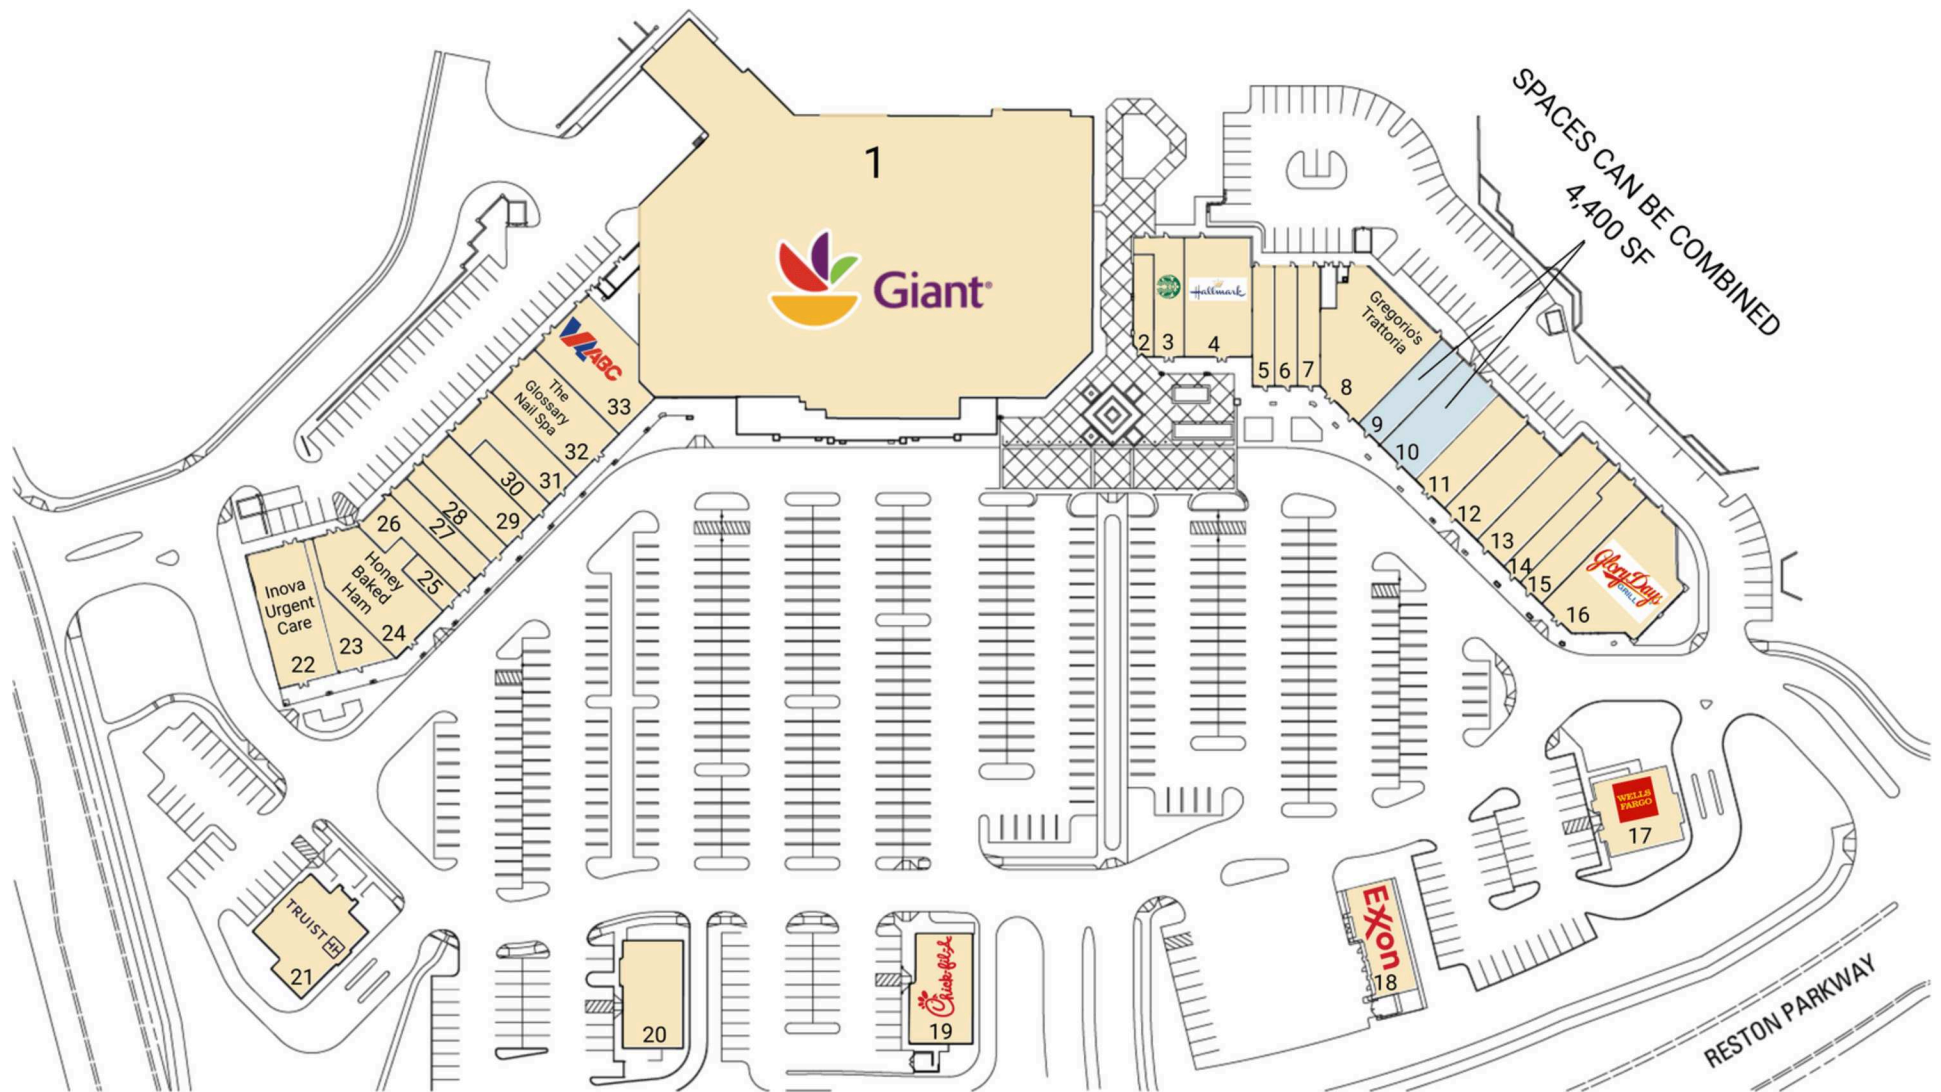 SPACES CAN BE COMBINED
4,400 SF
1
Giant
2
3
Hallmark
4
5
6
7
Gregorio's
Trattoria
8
9
10
11
12
13
14
15
Glory Days
GRILL
16
ABC
33
The
Glossary
Nail Spa
32
31
30
29
28
27
26
25
Honey
Baked
Ham
24
23
Inova
Urgent
Care
22
WELLS
FARGO
17
Exxon
18
Chick-fil-A
19
20
TRUIST
21
RESTON PARKWAY